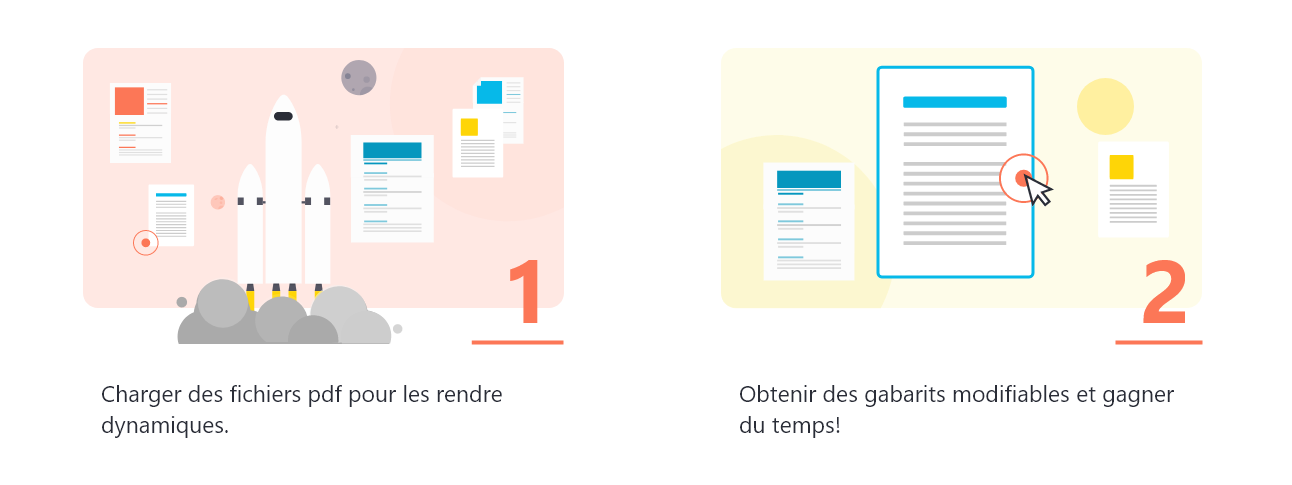 1
Charger des fichiers pdf pour les rendre
dynamiques.
2
Obtenir des gabarits modifiables et gagner
du temps!